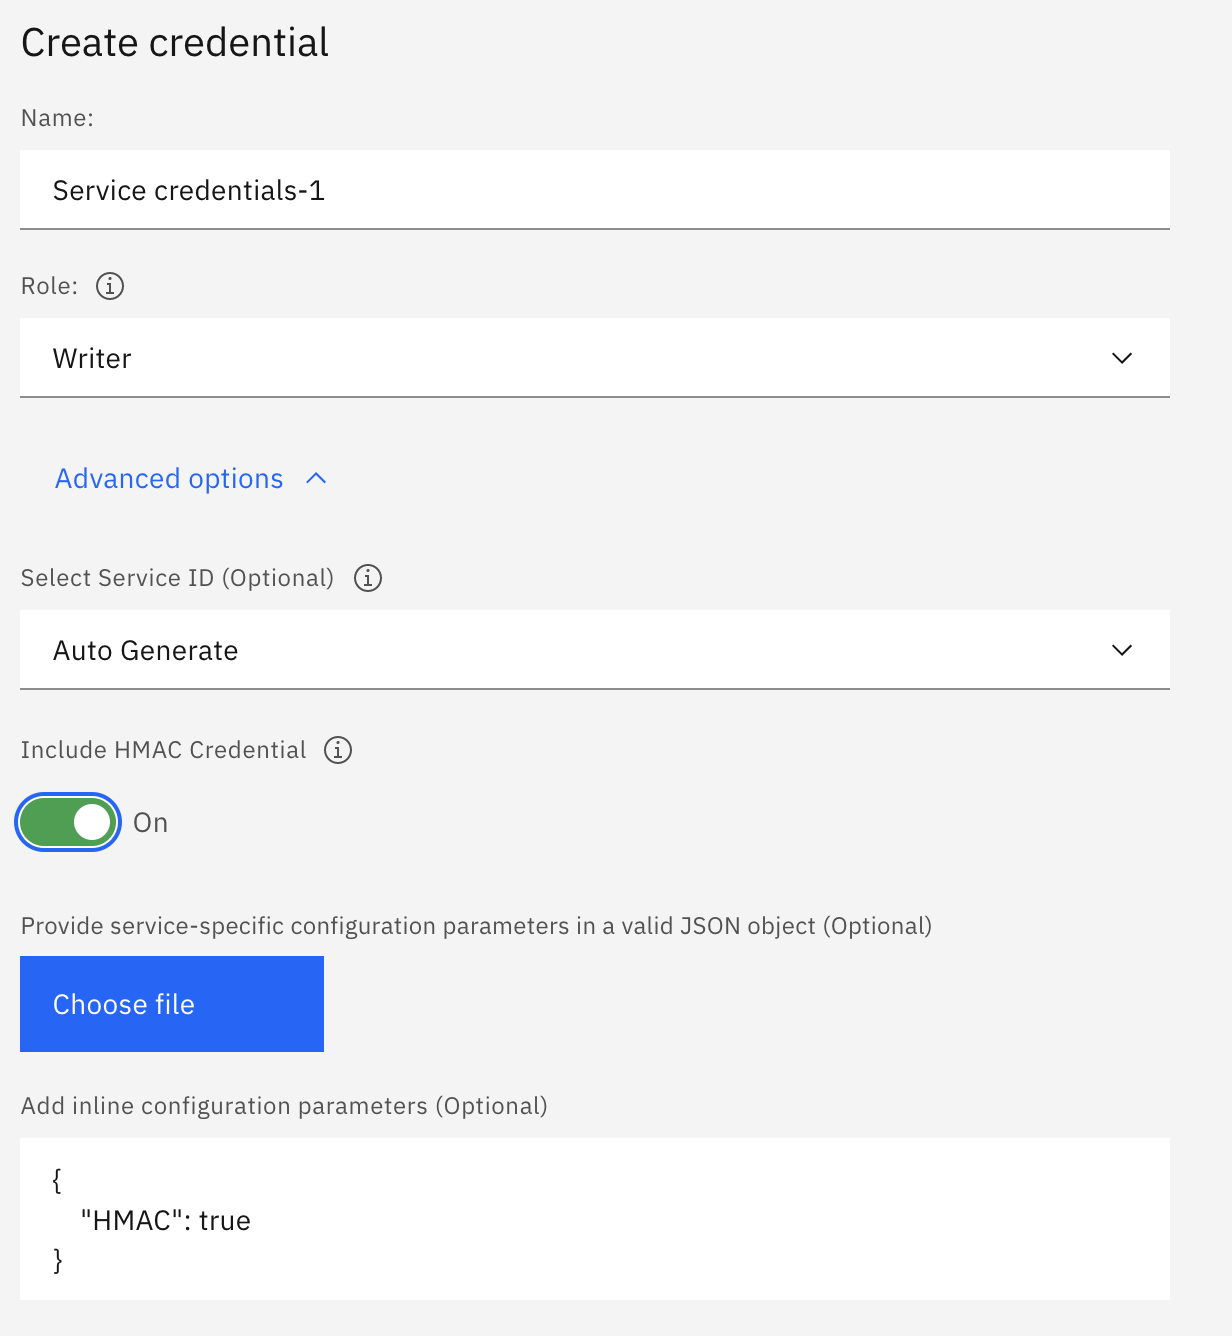 Create credential
Name:
Service credentials-1
Role:
Writer
Advanced options
Select Service ID (Optional)
Auto Generate
Include HMAC Credential
On
Provide service-specific configuration parameters in a valid JSON object (Optional)
Choose file
Add inline configuration parameters (Optional)
{
"HMAC": true
}